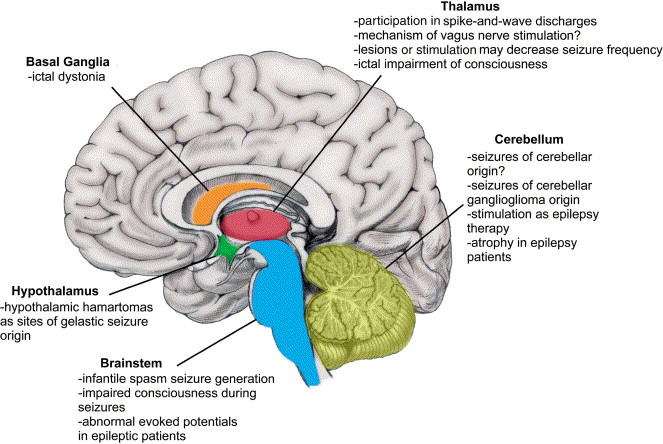 Thalamus
-participation in spike-and-wave discharges
-mechanism of vagus nerve stimulation?
-lesions or stimulation may decrease seizure frequency
-ictal impairment of consciousness
Basal Ganglia
-ictal dystonia
Cerebellum
-seizures of cerebellar
origin?
-seizures of cerebellar
ganglioglioma origin
-stimulation as epilepsy
therapy
-atrophy in epilepsy
patients
Hypothalamus
-hypothalamic hamartomas
as sites of gelastic seizure
origin
Brainstem
-infantile spasm seizure generation
-impaired consciousness during
seizures
-abnormal evoked potentials
in epileptic patients